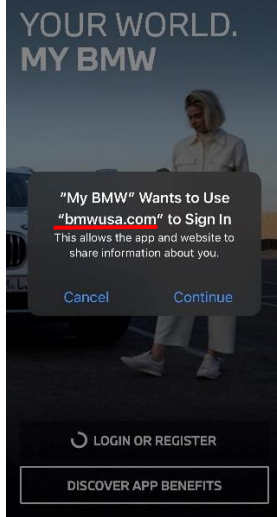 YOUR WORLD.
MY BMW
“My BMW” Wants to Use
“bmwusa.com” to Sign In
This allows the app and website to
share information about you.
Cancel
Continue
LOGIN OR REGISTER
DISCOVER APP BENEFITS